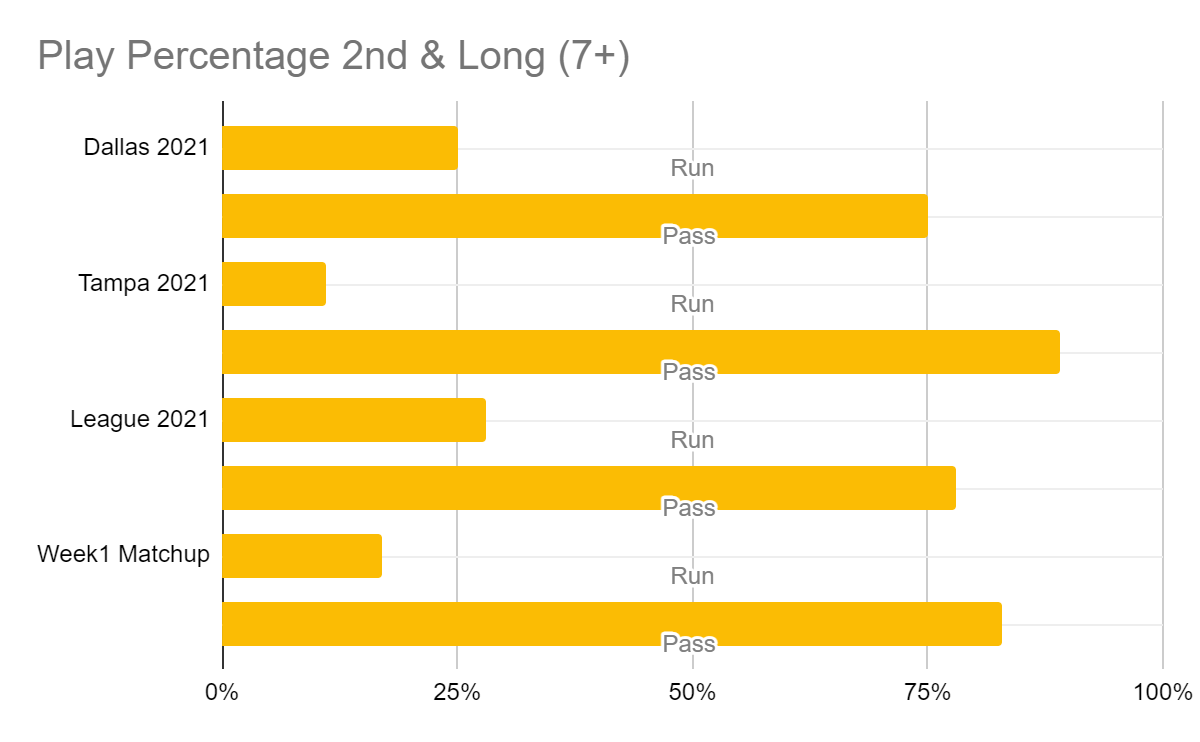 Play Percentage 2nd & Long (7+)
Dallas 2021
Run
Pass
Tampa 2021
Run
Pass
League 2021
Run
Pass
Week1 Matchup
Run
Pass
0% 25% 50% 75% 100%